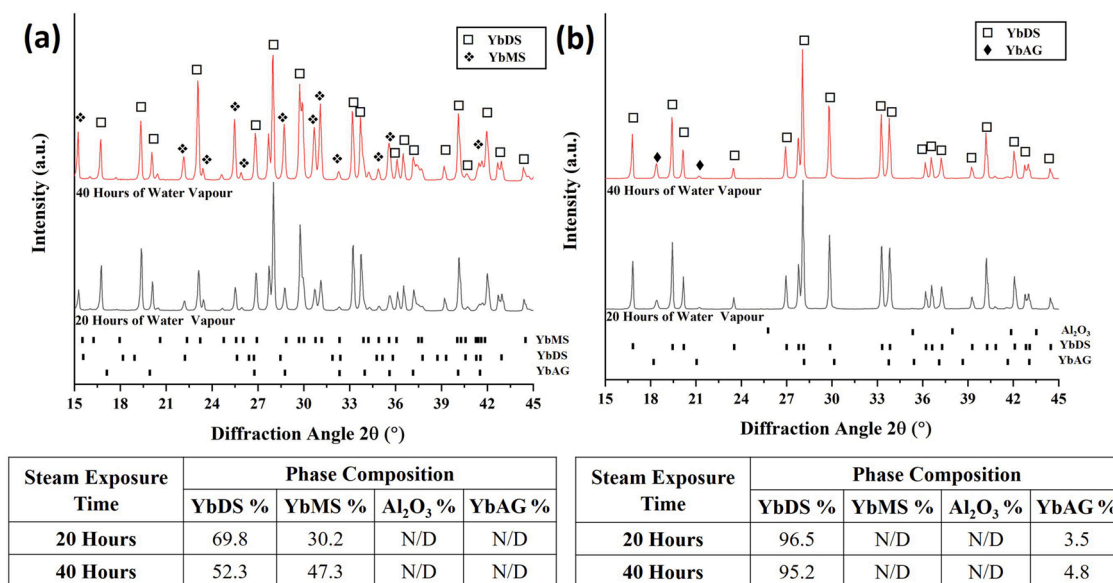 (a)
□ YbDS
❖ YbMS
40 Hours of Water Vapour
20 Hours of Water Vapour
YbMS
YbDS
YbAG
15 18 21 24 27 30 33 36 39 42 45
Diffraction Angle 2θ (°)
Intensity (a.u.)
(b)
□ YbDS
♦ YbAG
40 Hours of Water Vapour
20 Hours of Water Vapour
Al₂O₃
YbDS
YbAG
15 18 21 24 27 30 33 36 39 42 45
Diffraction Angle 2θ (°)
Intensity (a.u.)
Steam Exposure Time Phase Composition
YbDS % YbMS % Al₂O₃ % YbAG %
20 Hours 69.8 30.2 N/D N/D
40 Hours 52.3 47.3 N/D N/D
Steam Exposure Time Phase Composition
YbDS % YbMS % Al₂O₃ % YbAG %
20 Hours 96.5 N/D N/D 3.5
40 Hours 95.2 N/D N/D 4.8